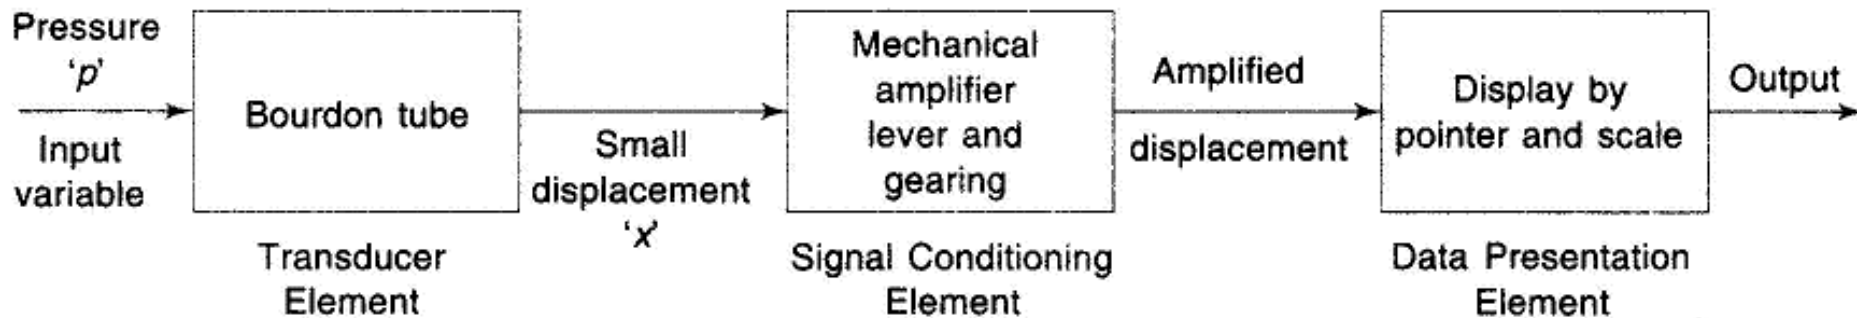 Pressure
‘p’
Input
variable
Bourdon tube
Transducer
Element
Small
displacement
‘x’
Mechanical
amplifier
lever and
gearing
Signal Conditioning
Element
Amplified
displacement
Display by
pointer and scale
Data Presentation
Element
Output